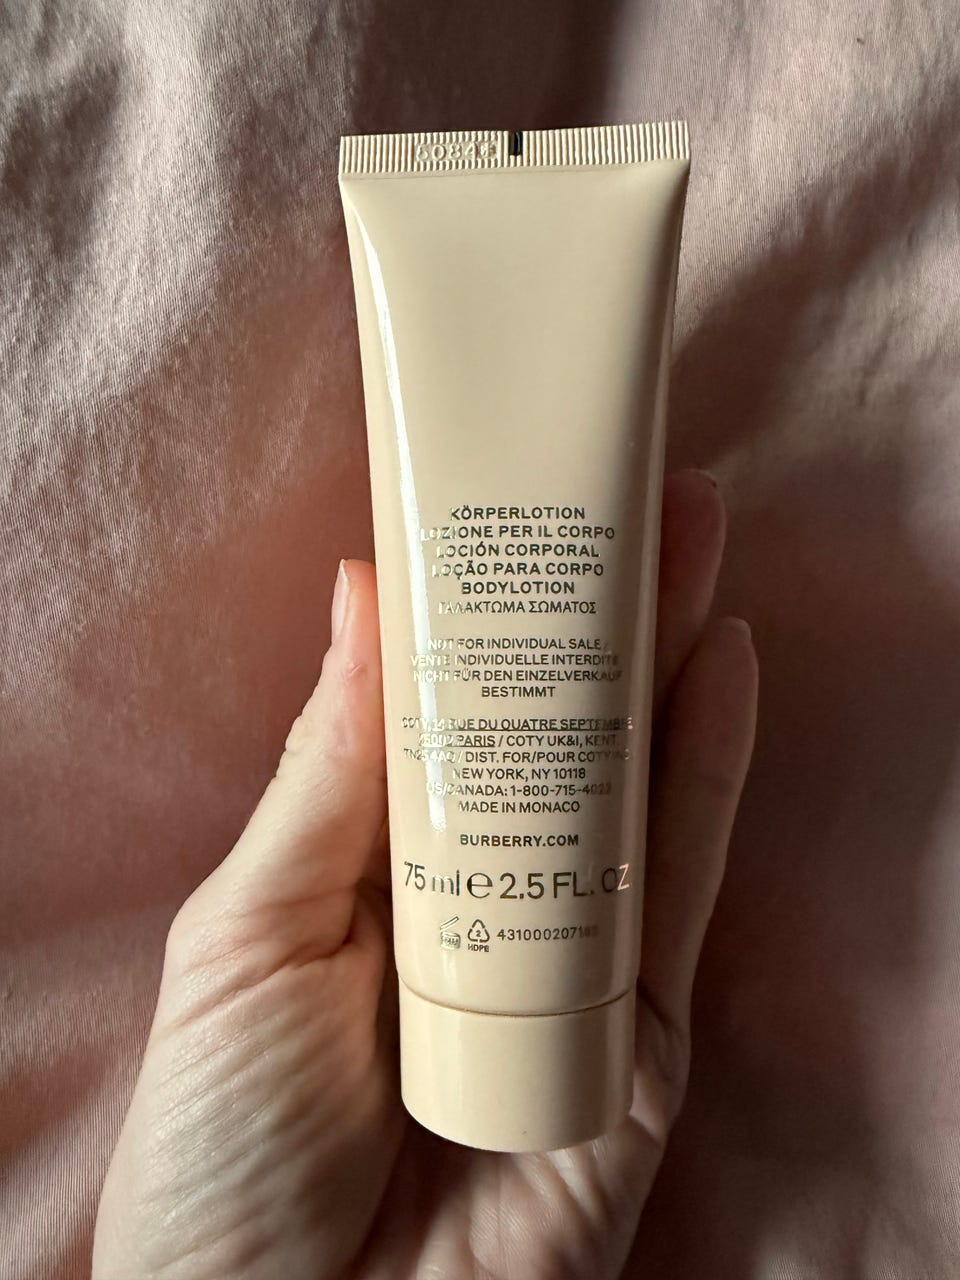 KÖRPERLOTION
LOZIONE PER IL CORPO
LOCIÓN CORPORAL
LOÇÃO PARA CORPO
BODYLOTION
ΓΑΛΑΚΤΩΜΑ ΣΩΜΑΤΟΣ
NOT FOR INDIVIDUAL SALE /
VENTE INDIVIDUELLE INTERDITE
NICHT FÜR DEN EINZELVERKAUF
BESTIMMT
COTY, 14 RUE DU QUATRE SEPTEMBRE
75002 PARIS / COTY UK&I, KENT,
TN25 4AQ / DIST. FOR/POUR COTY INC.
NEW YORK, NY 10118
US/CANADA: 1-800-715-4023
MADE IN MONACO
BURBERRY.COM
75 ml e 2.5 FL. OZ
2
HDPE